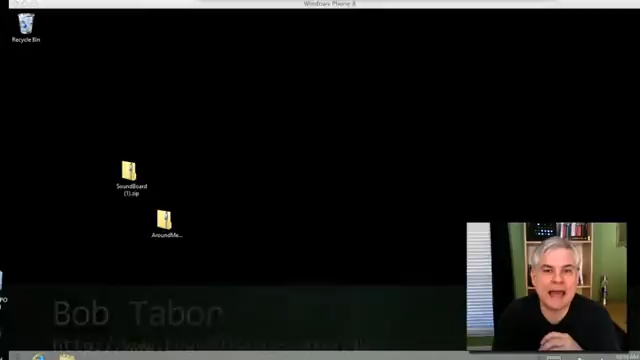 Windows Phone 8
Recycle Bin
SoundBoard
(1).zip
AroundMe...
Bob Tabor